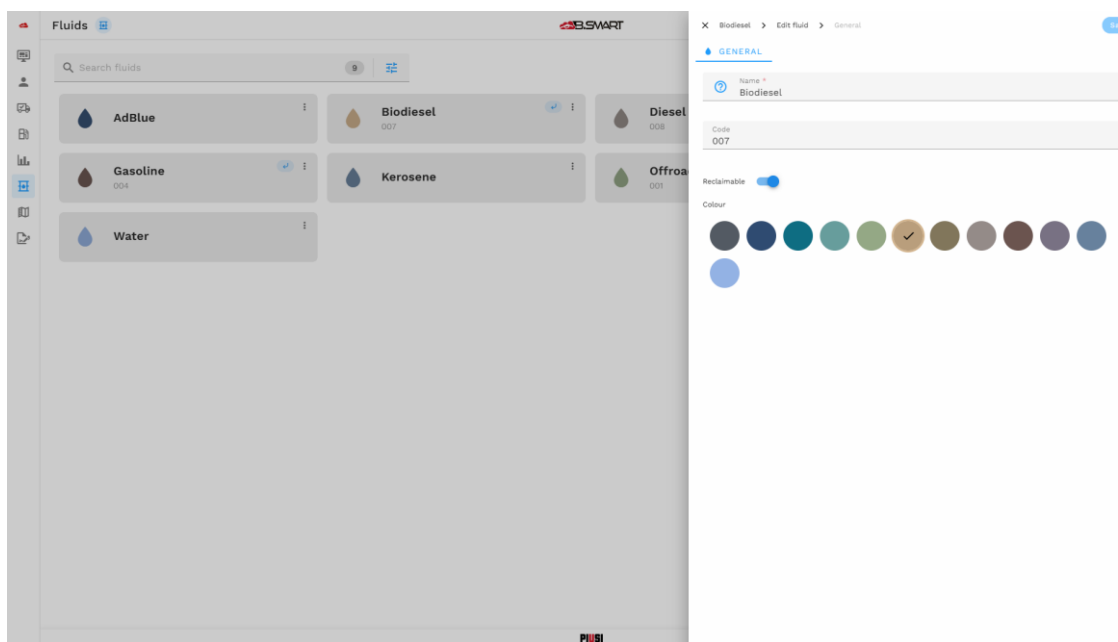 Fluids
B.SMART
Biodiesel
Edit fluid
General
GENERAL
Search fluids
9
Name *
Biodiesel
AdBlue
Biodiesel
007
Diesel
008
Code
007
Gasoline
004
Kerosene
001
Reclaimable
Colour
Water
PIUSI